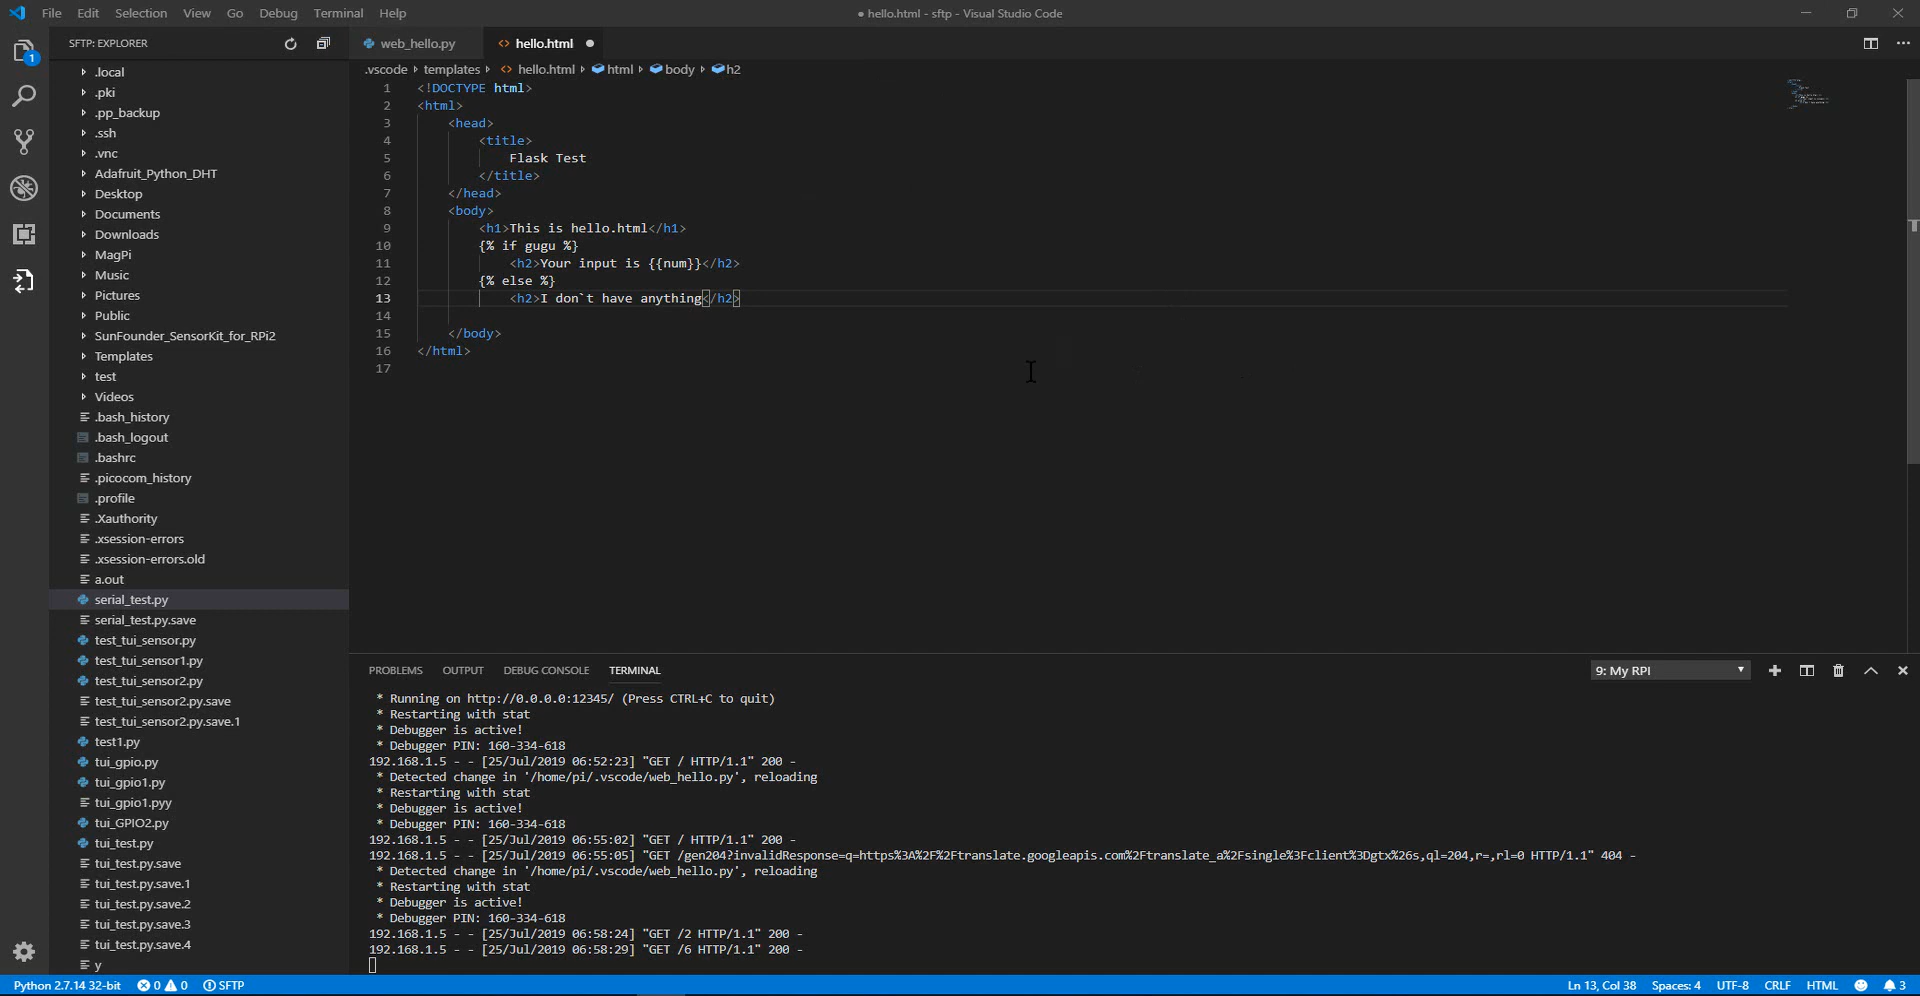 File Edit Selection View Go Debug Terminal Help
● hello.html - sftp - Visual Studio Code
SFTP: EXPLORER
web_hello.py
<> hello.html ●
.vscode › templates › <> hello.html › html › body › h2
1
.local
.pki
.pp_backup
.ssh
.vnc
Adafruit_Python_DHT
Desktop
Documents
Downloads
MagPi
Music
Pictures
Public
SunFounder_SensorKit_for_RPi2
Templates
test
Videos
.bash_history
.bash_logout
.bashrc
.picocom_history
.profile
.Xauthority
.xsession-errors
.xsession-errors.old
a.out
serial_test.py
serial_test.py.save
test_tui_sensor.py
test_tui_sensor1.py
test_tui_sensor2.py
test_tui_sensor2.py.save
test_tui_sensor2.py.save.1
test1.py
tui_gpio.py
tui_gpio1.py
tui_gpio1.pyy
tui_GPIO2.py
tui_test.py
tui_test.py.save
tui_test.py.save.1
tui_test.py.save.2
tui_test.py.save.3
tui_test.py.save.4
y
1 <!DOCTYPE html>
2 <html>
3 <head>
4 <title>
5 Flask Test
6 </title>
7 </head>
8 <body>
9 <h1>This is hello.html</h1>
10 {% if gugu %}
11 <h2>Your input is {{num}}</h2>
12 {% else %}
13 <h2>I don`t have anything</h2>
14
15 </body>
16 </html>
17
PROBLEMS OUTPUT DEBUG CONSOLE TERMINAL
9: My RPI
* Running on http://0.0.0.0:12345/ (Press CTRL+C to quit)
* Restarting with stat
* Debugger is active!
* Debugger PIN: 160-334-618
192.168.1.5 - - [25/Jul/2019 06:52:23] "GET / HTTP/1.1" 200 -
* Detected change in '/home/pi/.vscode/web_hello.py', reloading
* Restarting with stat
* Debugger is active!
* Debugger PIN: 160-334-618
192.168.1.5 - - [25/Jul/2019 06:55:02] "GET / HTTP/1.1" 200 -
192.168.1.5 - - [25/Jul/2019 06:55:05] "GET /gen204?invalidResponse=q=https%3A%2F%2Ftranslate.googleapis.com%2Ftranslate_a%2Fsingle%3Fclient%3Dgtx%26s,ql=204,r=,rl=0 HTTP/1.1" 404 -
* Detected change in '/home/pi/.vscode/web_hello.py', reloading
* Restarting with stat
* Debugger is active!
* Debugger PIN: 160-334-618
192.168.1.5 - - [25/Jul/2019 06:58:24] "GET /2 HTTP/1.1" 200 -
192.168.1.5 - - [25/Jul/2019 06:58:29] "GET /6 HTTP/1.1" 200 -
Python 2.7.14 32-bit 0 0 SFTP
Ln 13, Col 38 Spaces: 4 UTF-8 CRLF HTML 3